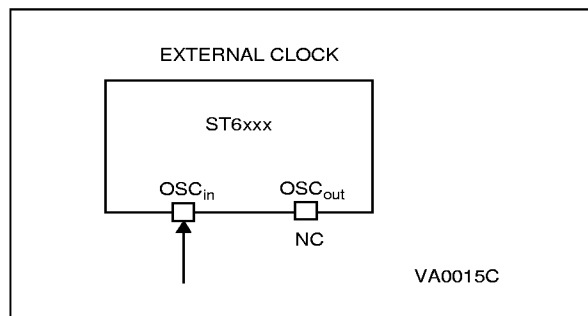 EXTERNAL CLOCK
ST6xxx
OSCin OSCout
NC
VA0015C